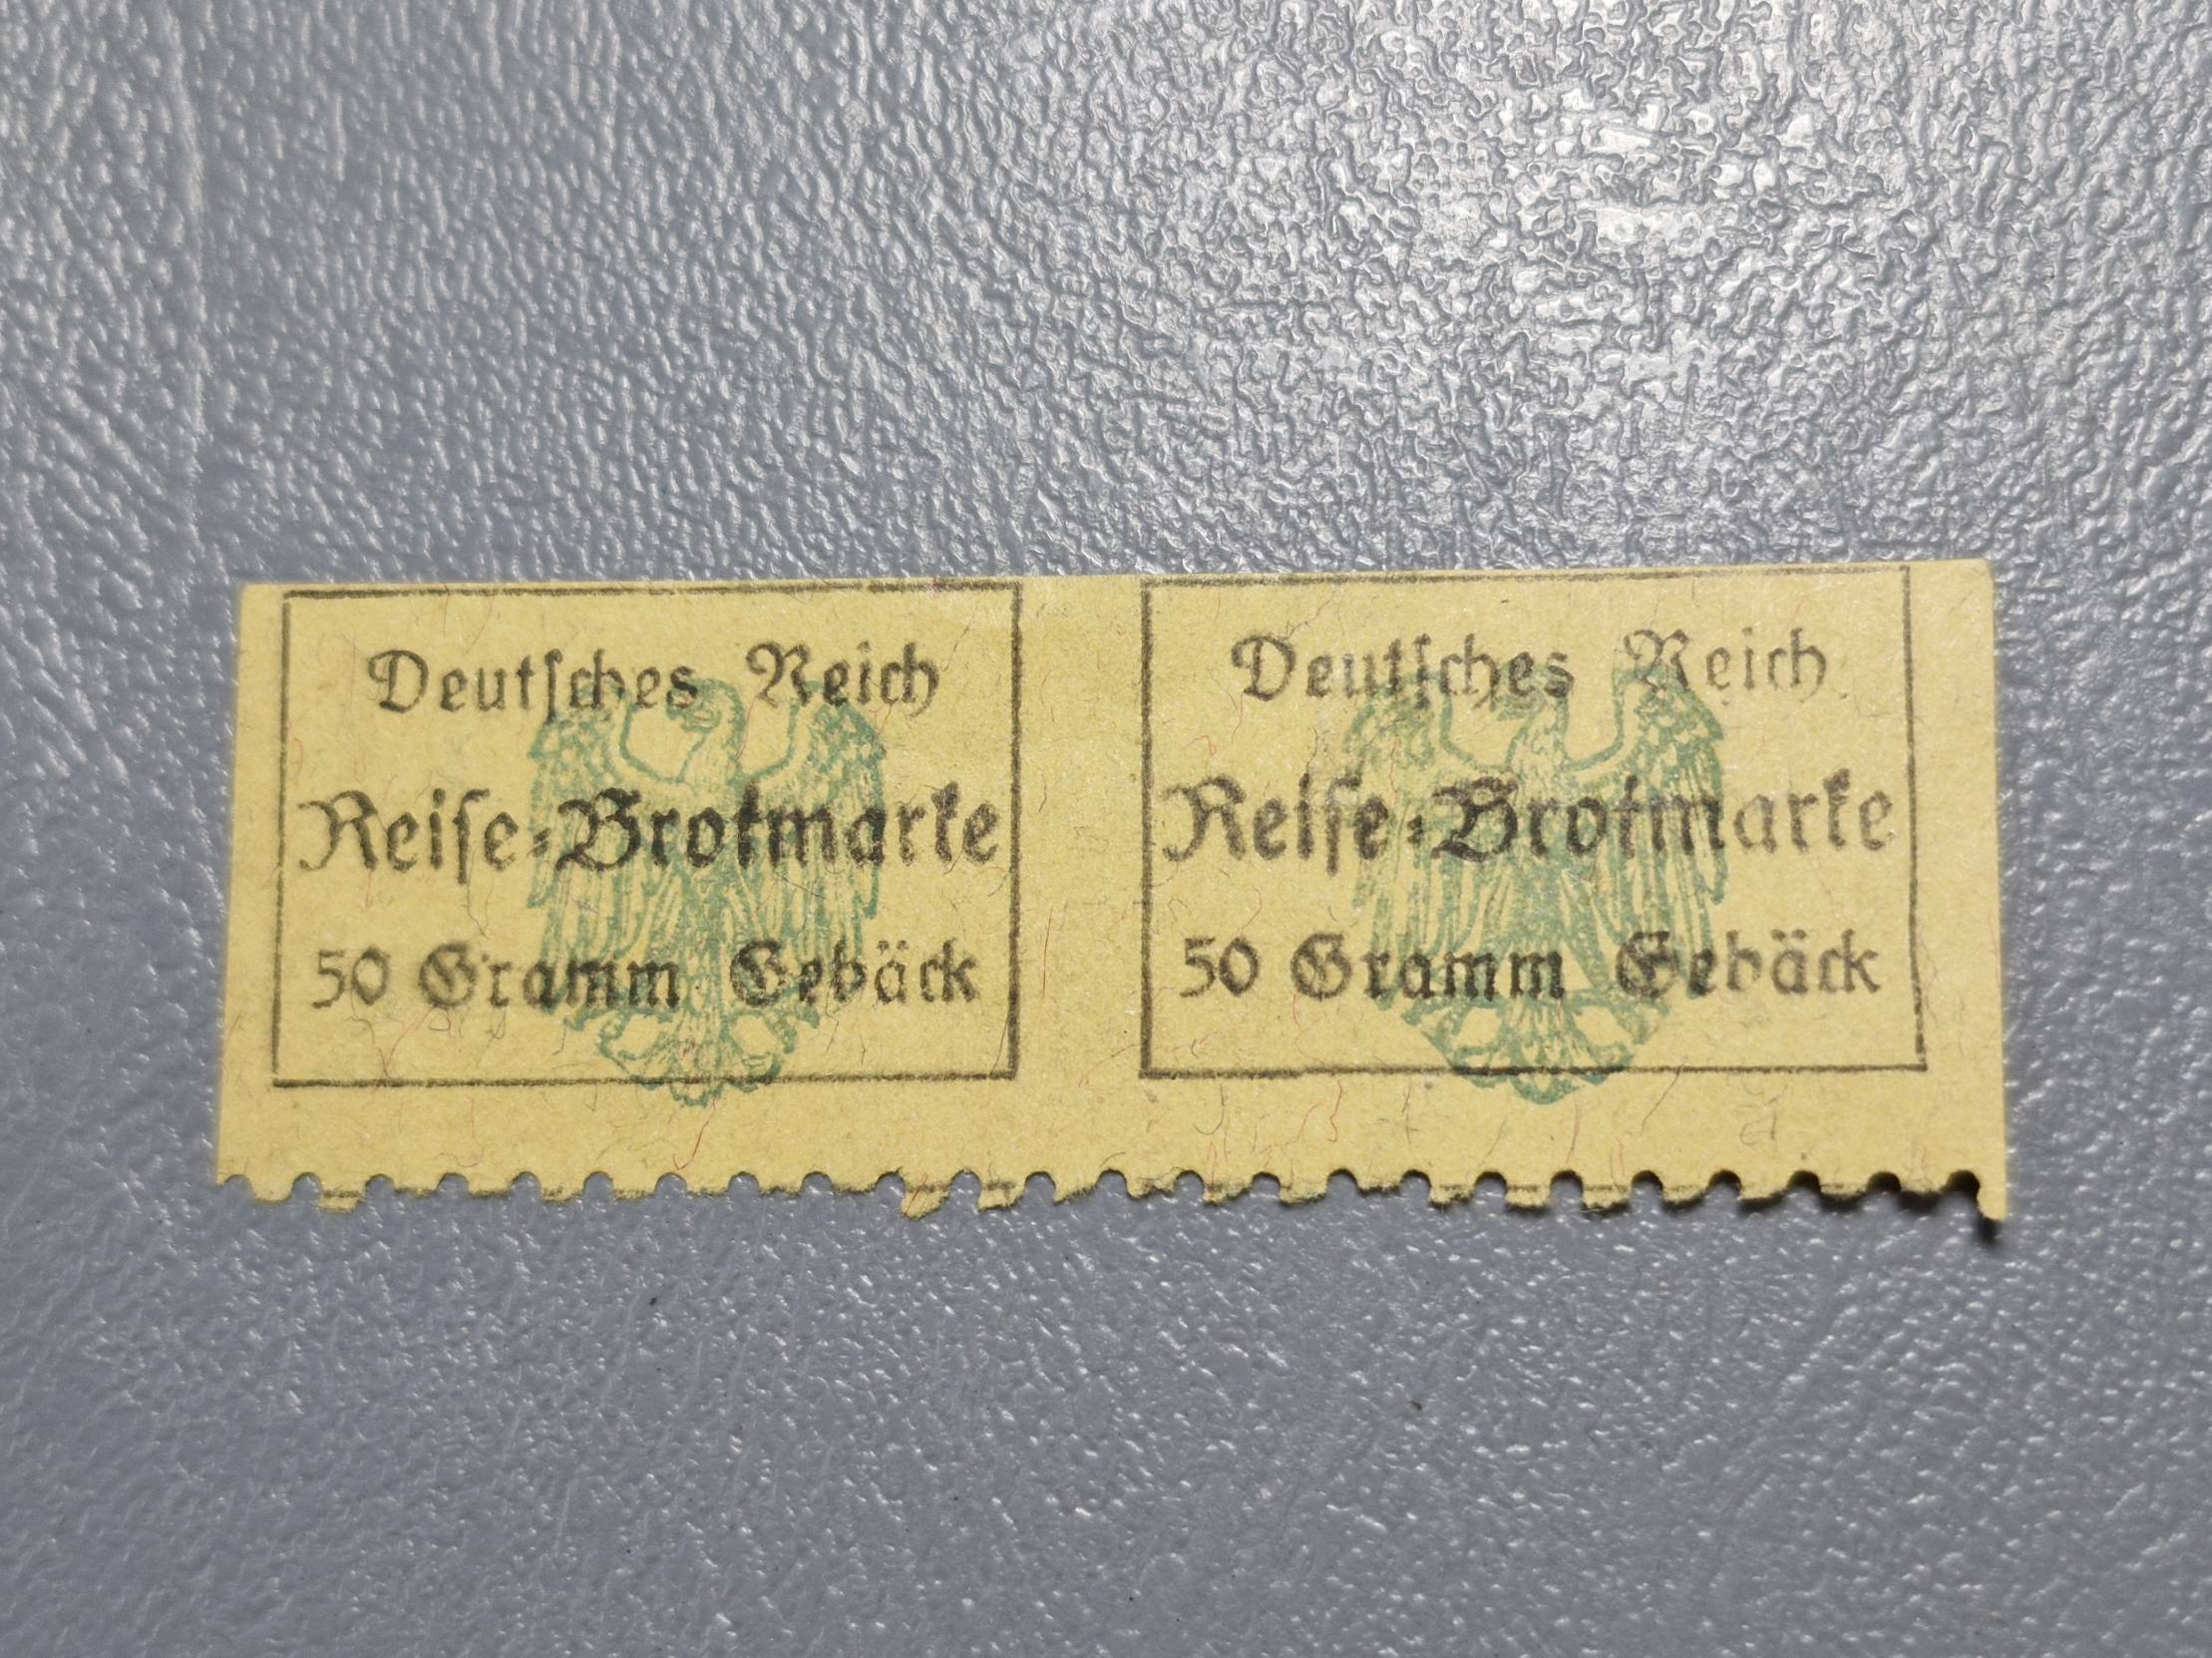 Deutſches Reich
Reiſe-Brotmarke
50 Gramm Gebäck
Deutſches Reich
Reiſe-Brotmarke
50 Gramm Gebäck